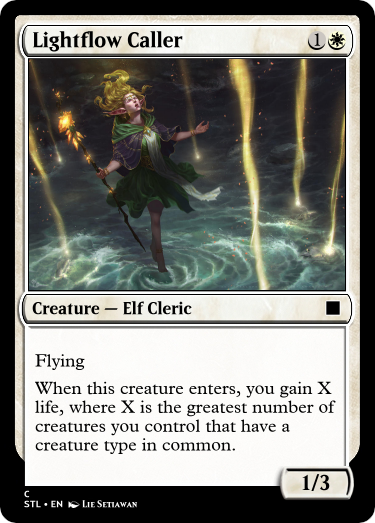 Lightflow Caller 1
Creature — Elf Cleric
Flying
When this creature enters, you gain X
life, where X is the greatest number of
creatures you control that have a
creature type in common.
1/3
C
STL • EN Lie Setiawan